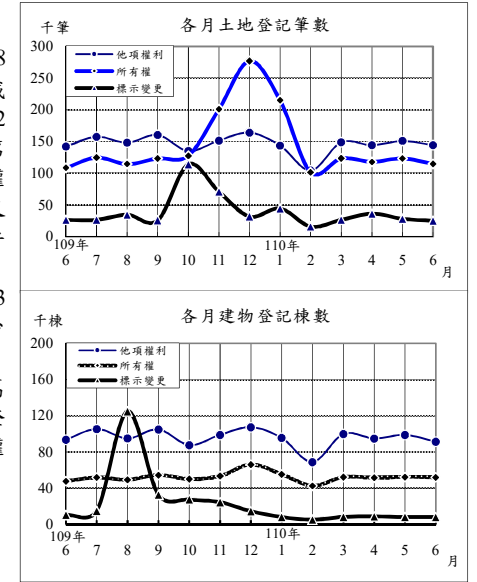 各月土地登記筆數
千筆
300
250
200
150
100
50
0
他項權利
所有權
標示變更
109年 110年
6 7 8 9 10 11 12 1 2 3 4 5 6
月
各月建物登記棟數
千棟
200
160
120
80
40
0
他項權利
所有權
標示變更
109年 110年
6 7 8 9 10 11 12 1 2 3 4 5 6
月
8
2
權
3
權